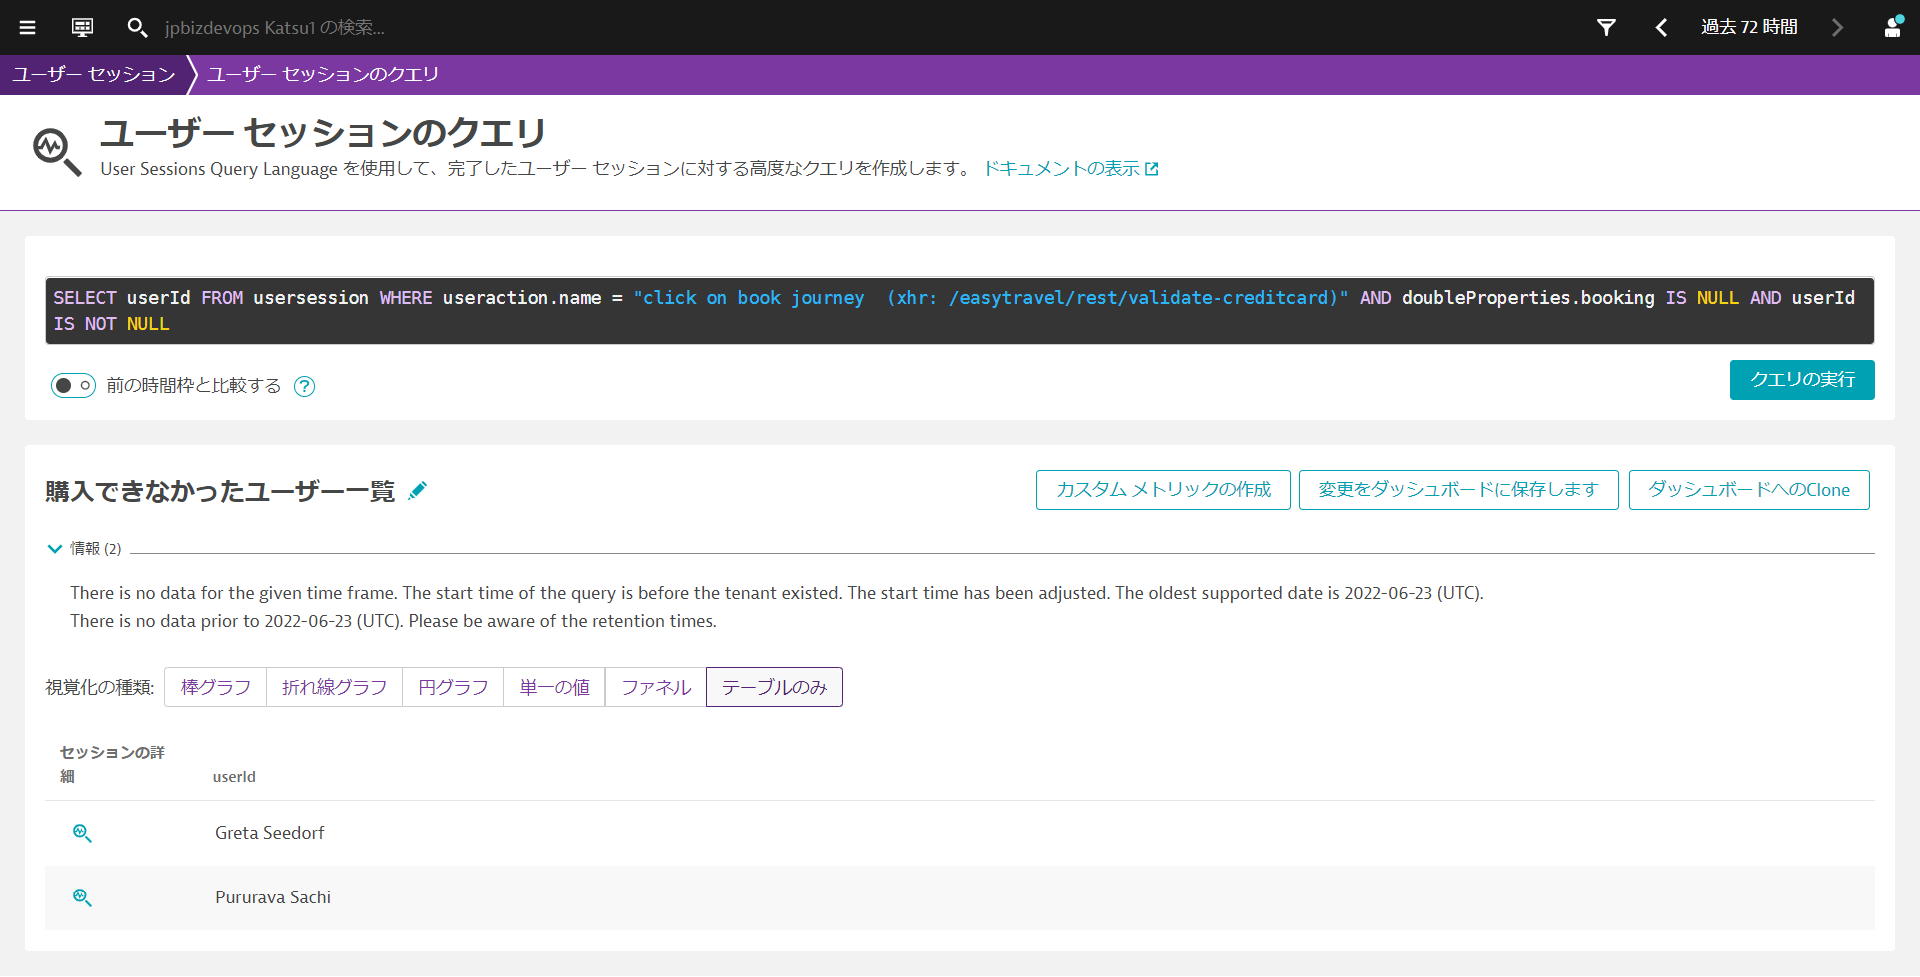 jpbizdevops Katsu1 の検索...
過去 72 時間
ユーザー セッション
ユーザー セッションのクエリ
ユーザー セッションのクエリ
User Sessions Query Language を使用して、完了したユーザー セッションに対する高度なクエリを作成します。 ドキュメントの表示
SELECT userId FROM usersession WHERE useraction.name = "click on book journey  (xhr: /easytravel/rest/validate-creditcard)" AND doubleProperties.booking IS NULL AND userId
IS NOT NULL
前の時間枠と比較する ?
クエリの実行
購入できなかったユーザー一覧
カスタム メトリックの作成
変更をダッシュボードに保存します
ダッシュボードへのClone
情報 (2)
There is no data for the given time frame. The start time of the query is before the tenant existed. The start time has been adjusted. The oldest supported date is 2022-06-23 (UTC).
There is no data prior to 2022-06-23 (UTC). Please be aware of the retention times.
視覚化の種類: 棒グラフ 折れ線グラフ 円グラフ 単一の値 ファネル テーブルのみ
セッションの詳
細
userId
Greta Seedorf
Pururava Sachi